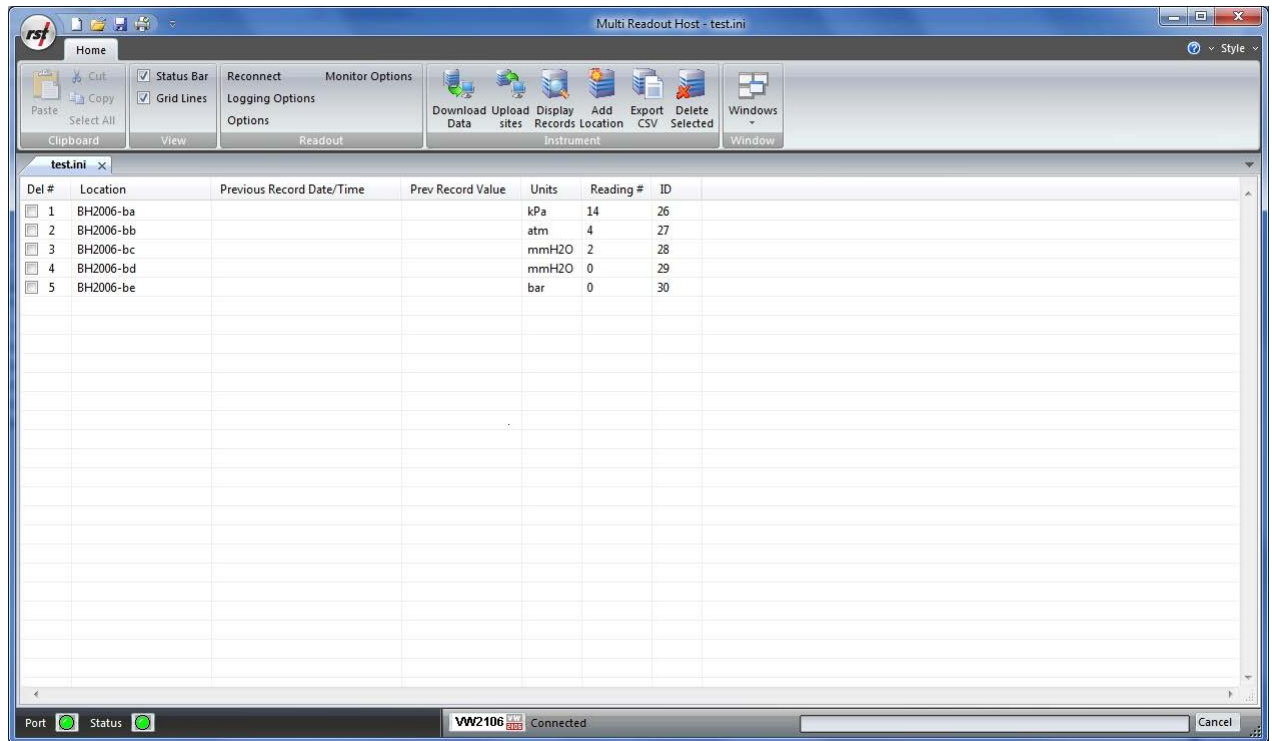 rst
Multi Readout Host - test.ini
Home
Style
Paste
Cut
Copy
Select All
Clipboard
Status Bar
Grid Lines
View
Reconnect Monitor Options
Logging Options
Options
Readout
Download Data
Upload sites
Display Records
Add Location
Export CSV
Delete Selected
Instrument
Windows
Window
test.ini
Del # Location Previous Record Date/Time Prev Record Value Units Reading # ID
1 BH2006-ba kPa 14 26
2 BH2006-bb atm 4 27
3 BH2006-bc mmH2O 2 28
4 BH2006-bd mmH2O 0 29
5 BH2006-be bar 0 30
Port Status VW2106 Connected Cancel